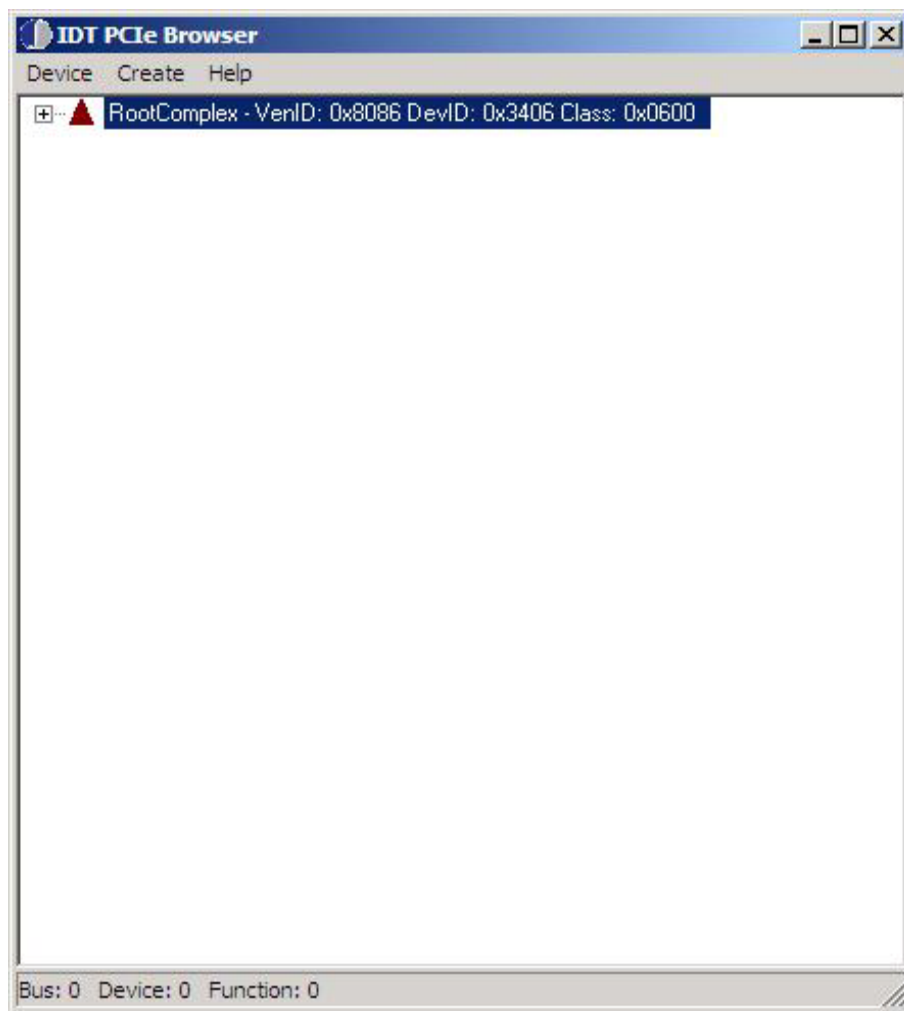 IDT PCIe Browser
Device Create Help
RootComplex - VenID: 0x8086 DevID: 0x3406 Class: 0x0600
Bus: 0 Device: 0 Function: 0